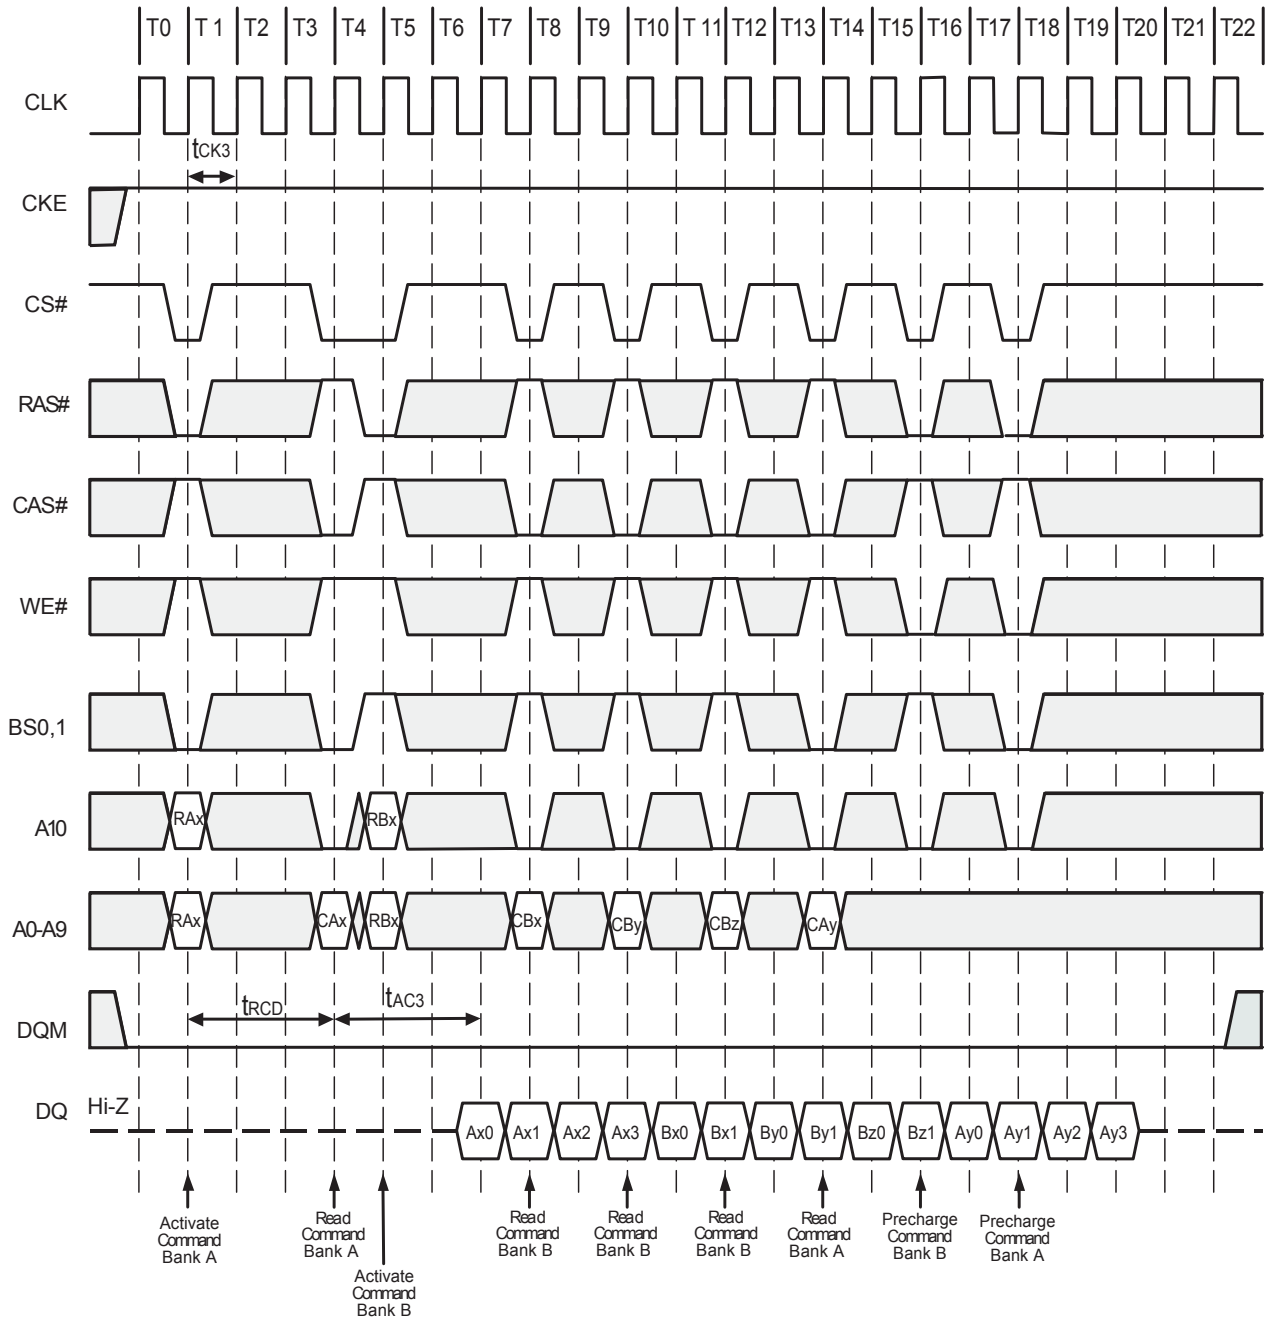 T0 T 1 T2 T3 T4 T5 T6 T7 T8 T9 T10 T 11 T12 T13 T14 T15 T16 T17 T18 T19 T20 T21 T22
CLK
tCK3
CKE
CS#
RAS#
CAS#
WE#
BS0,1
A10
RAx RBx
A0-A9
RAx CAx RBx CBx CBy CBz CAy
tRCD tAC3
DQM
DQ Hi-Z
Ax0 Ax1 Ax2 Ax3 Bx0 Bx1 By0 By1 Bz0 Bz1 Ay0 Ay1 Ay2 Ay3
Activate
Command
Bank A
Read
Command
Bank A
Activate
Command
Bank B
Read
Command
Bank B
Read
Command
Bank B
Read
Command
Bank B
Read
Command
Bank A
Precharge
Command
Bank B
Precharge
Command
Bank A